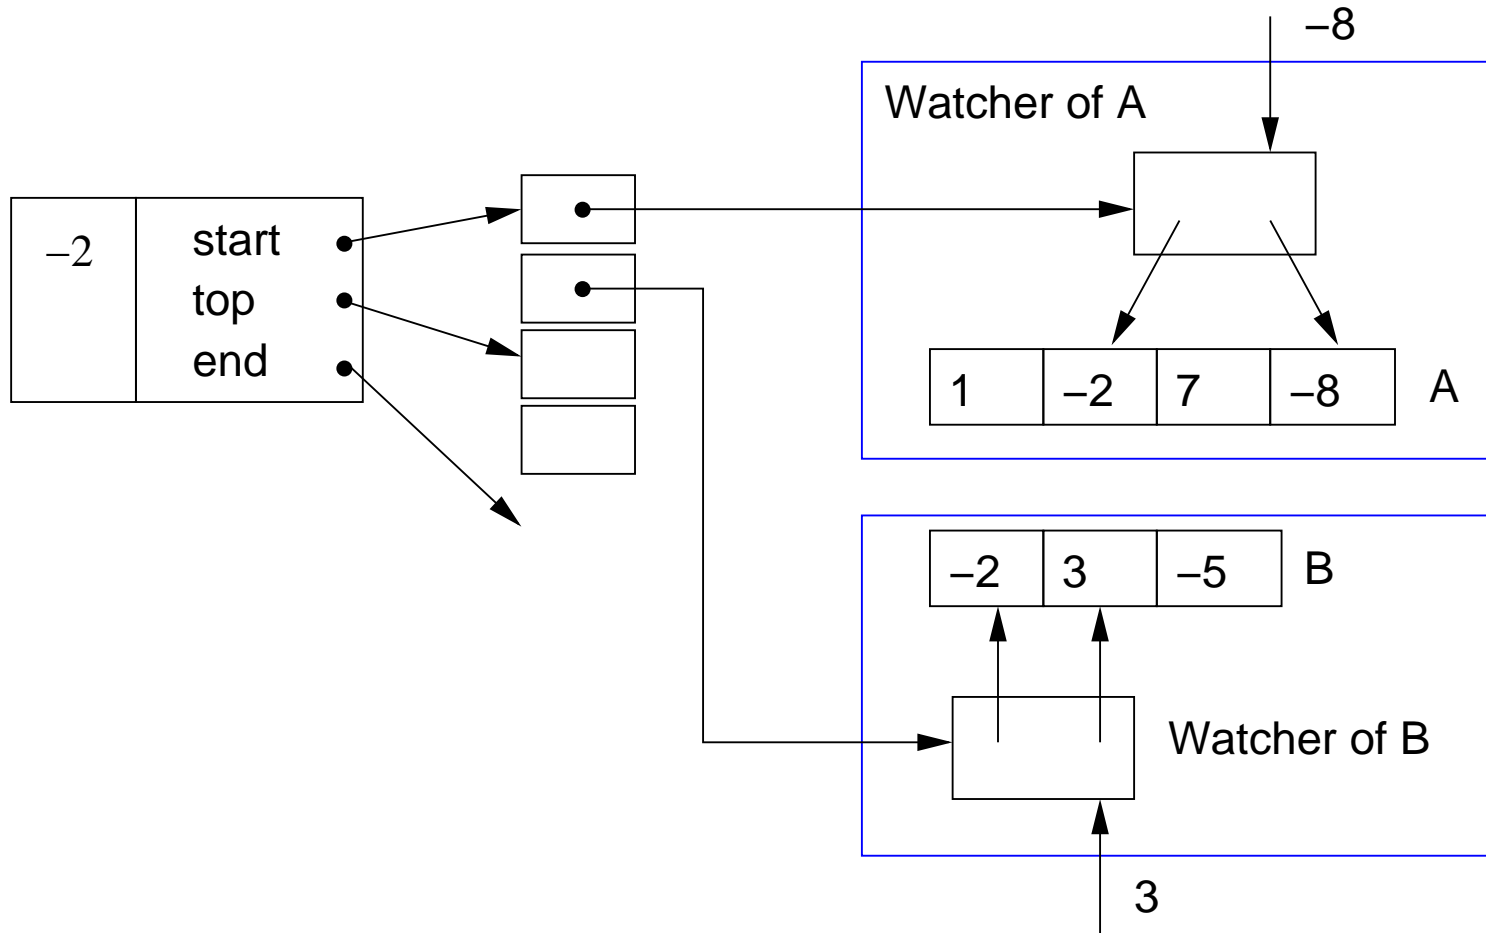 –8
Watcher of A
–2
start
top
end
1 –2 7 –8 A
–2 3 –5 B
Watcher of B
3